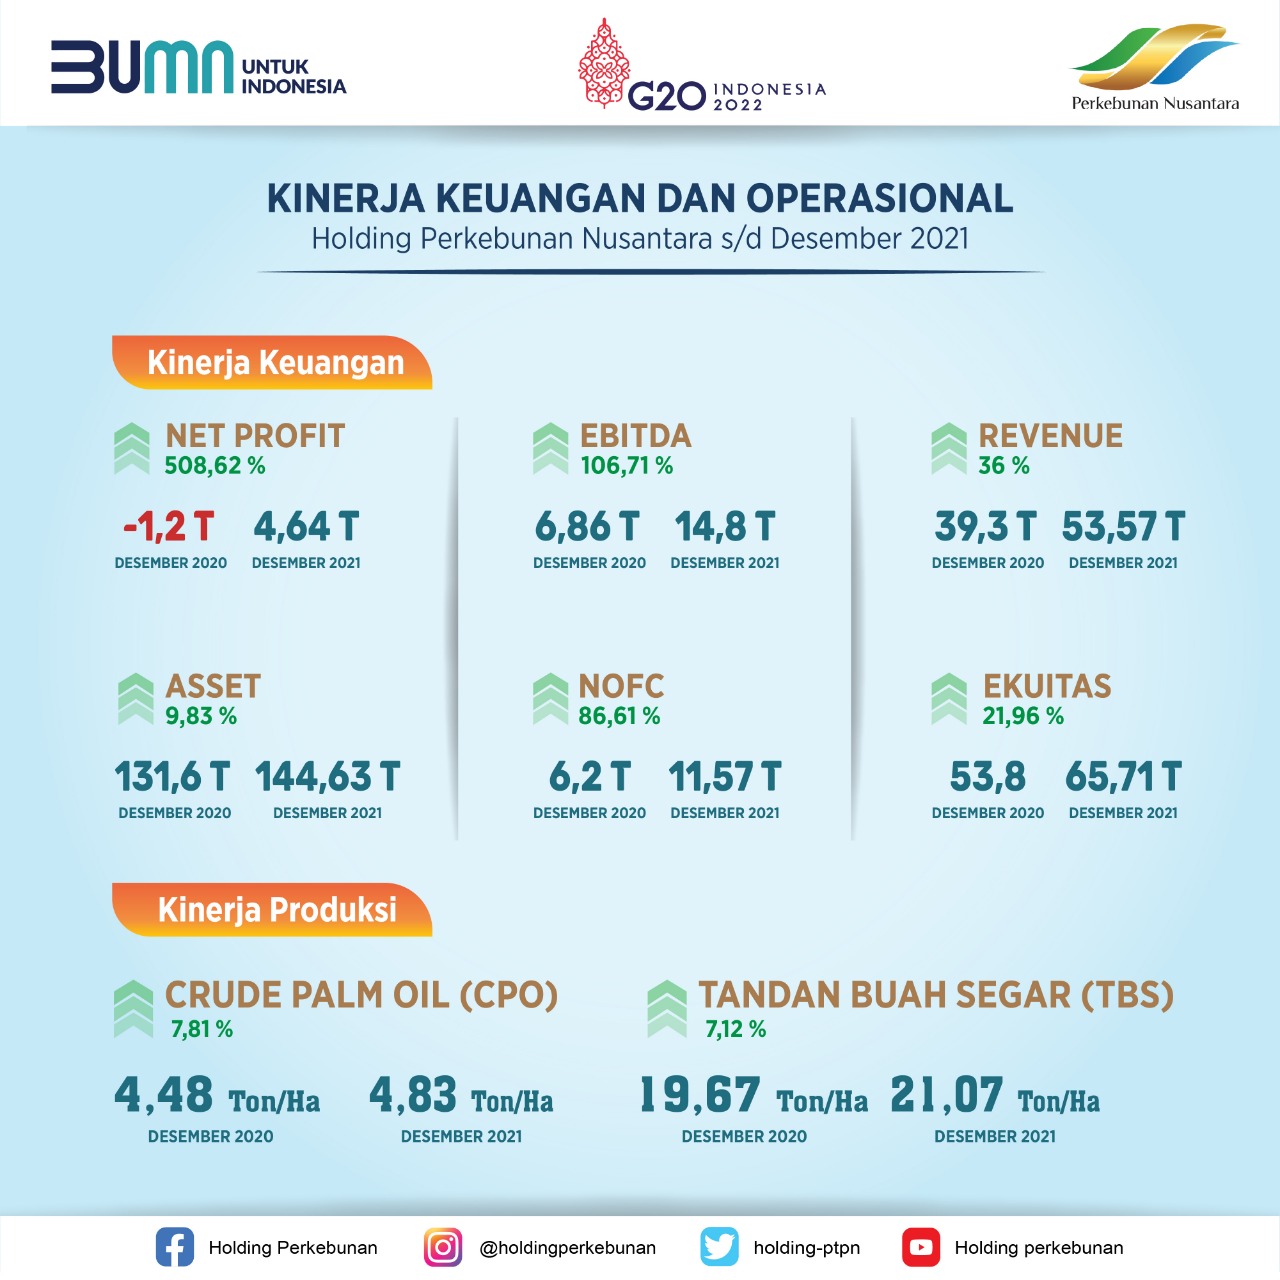 BUMN UNTUK
INDONESIA
G20 INDONESIA
2022
Perkebunan Nusantara
KINERJA KEUANGAN DAN OPERASIONAL
Holding Perkebunan Nusantara s/d Desember 2021
Kinerja Keuangan
NET PROFIT
508,62 %
-1,2 T 4,64 T
DESEMBER 2020 DESEMBER 2021
EBITDA
106,71 %
6,86 T 14,8 T
DESEMBER 2020 DESEMBER 2021
REVENUE
36 %
39,3 T 53,57 T
DESEMBER 2020 DESEMBER 2021
ASSET
9,83 %
131,6 T 144,63 T
DESEMBER 2020 DESEMBER 2021
NOFC
86,61 %
6,2 T 11,57 T
DESEMBER 2020 DESEMBER 2021
EKUITAS
21,96 %
53,8 65,71 T
DESEMBER 2020 DESEMBER 2021
Kinerja Produksi
CRUDE PALM OIL (CPO)
7,81 %
4,48 Ton/Ha 4,83 Ton/Ha
DESEMBER 2020 DESEMBER 2021
TANDAN BUAH SEGAR (TBS)
7,12 %
19,67 Ton/Ha 21,07 Ton/Ha
DESEMBER 2020 DESEMBER 2021
Holding Perkebunan @holdingperkebunan holding-ptpn Holding perkebunan